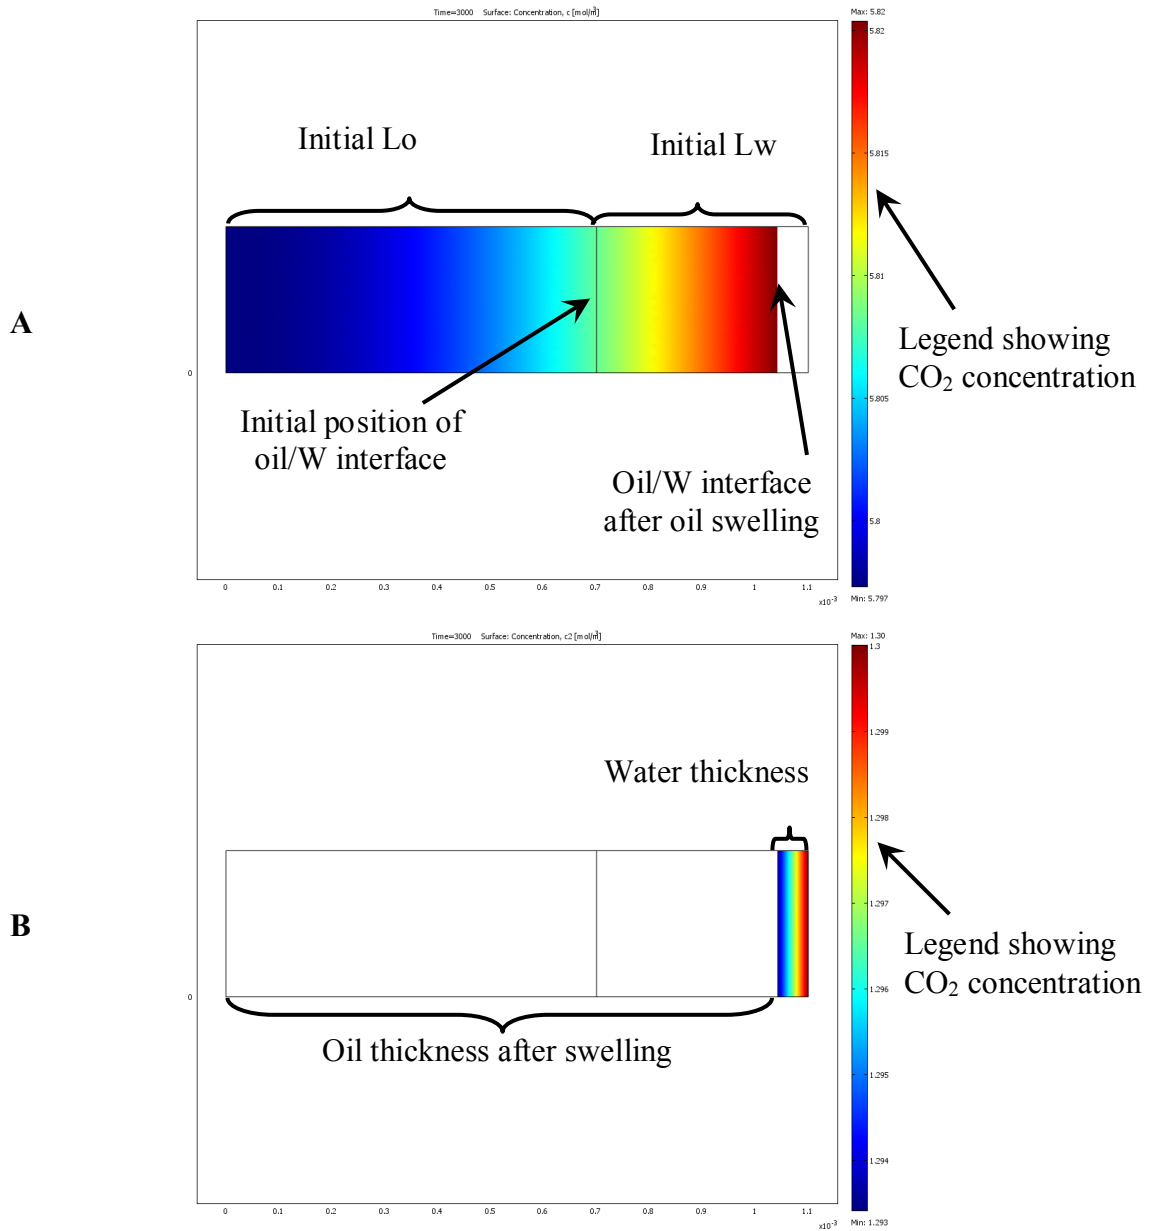 Time=3000 Surface: Concentration, c [mol/m³]
Max: 5.82
5.82
Initial Lo
Initial Lw
5.815
5.81
A
Legend showing
CO₂ concentration
0
5.805
Initial position of
oil/W interface
Oil/W interface
after oil swelling
5.8
0 0.1 0.2 0.3 0.4 0.5 0.6 0.7 0.8 0.9 1 1.1
x10⁻³
Min: 5.797
Time=3000 Surface: Concentration, c2 [mol/m³]
Max: 1.30
1.3
1.299
Water thickness
1.298
1.297
B
Legend showing
CO₂ concentration
0
1.296
Oil thickness after swelling
1.295
1.294
0 0.1 0.2 0.3 0.4 0.5 0.6 0.7 0.8 0.9 1 1.1
x10⁻³
Min: 1.293